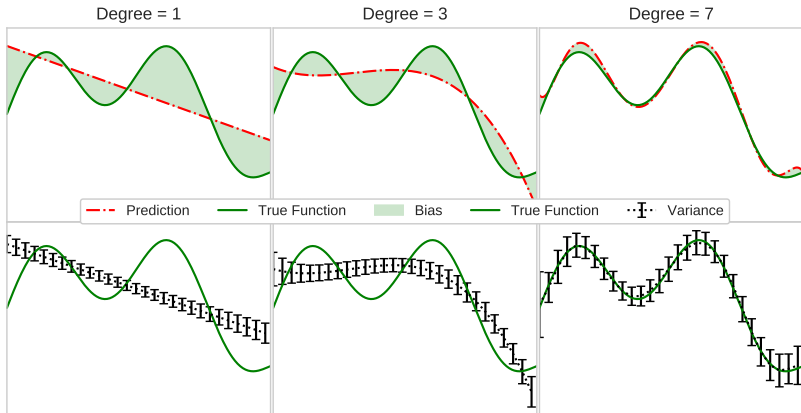 Degree = 1 Degree = 3 Degree = 7
Prediction True Function Bias True Function Variance